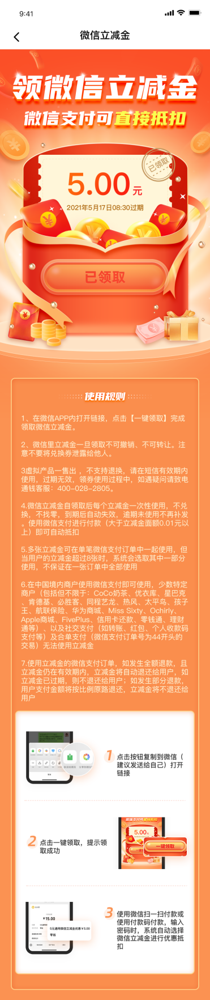 9:41
微信立减金
领微信立减金
微信支付可直接抵扣
已领取
5.00元
2021年5月17日08:30过期
已领取
使用规则
1、在微信APP内打开链接，点击【一键领取】完成
领取微信立减金。
2、微信里立减金一旦领取不可撤销、不可转让。注
意不要将兑换券泄露给他人。
3虚拟产品一售出 ，不支持退换，请在短信有效期内
使用，过期无效，领券使用过程中，如遇疑问请致电
通钱客服：400-028-2805。
4.微信立减金自领取后每个立减金一次性使用，不兑
换，不找零，到期后自动失效，逾期未使用不再补发
。使用微信支付进行付款（大于立减金面额0.01元以
上）即可自动抵扣
5.多张立减金可在单笔微信支付订单中一起使用，但
当用户的立减金超过8张时，系统会选取其中一部分
使用，不保证在一张订单中全部使用
6.在中国境内商户使用微信支付即可使用，少数特定
商户（包括但不限于：CoCo奶茶、优衣库、星巴克
、肯德基、必胜客、同程艺龙、热风、太平鸟、孩子
王、航联保险、华为商城、Miss Sixty、Ochirly、
Apple商城、FivePlus、信用卡还款、零钱通、理财
通等）、以及社交支付（如转账、红包、个人收款码
支付等）及合单支付（微信支付订单号为44开头的
交易）无法使用立减金
7.使用立减金的微信支付订单，如发生全额退款，且
立减金仍在有效期内，立减金将自动退还给用户，如
立减金已过期，则不退还给用户；如发生部分退款，
用户支付金额将按比例原路退还，立减金将不退还给
用户
1 点击按钮复制到微信（
建议发送给自己）打开
链接
2 点击一键领取，提示领
取成功
微信支付可直接抵扣
5.00元
一键领取
¥15.00
5元通用微信立减金优惠￥5.00
零钱
3 使用微信扫一扫付款或
使用付款码付款，输入
密码时，系统自动选择
微信立减金进行优惠抵
扣